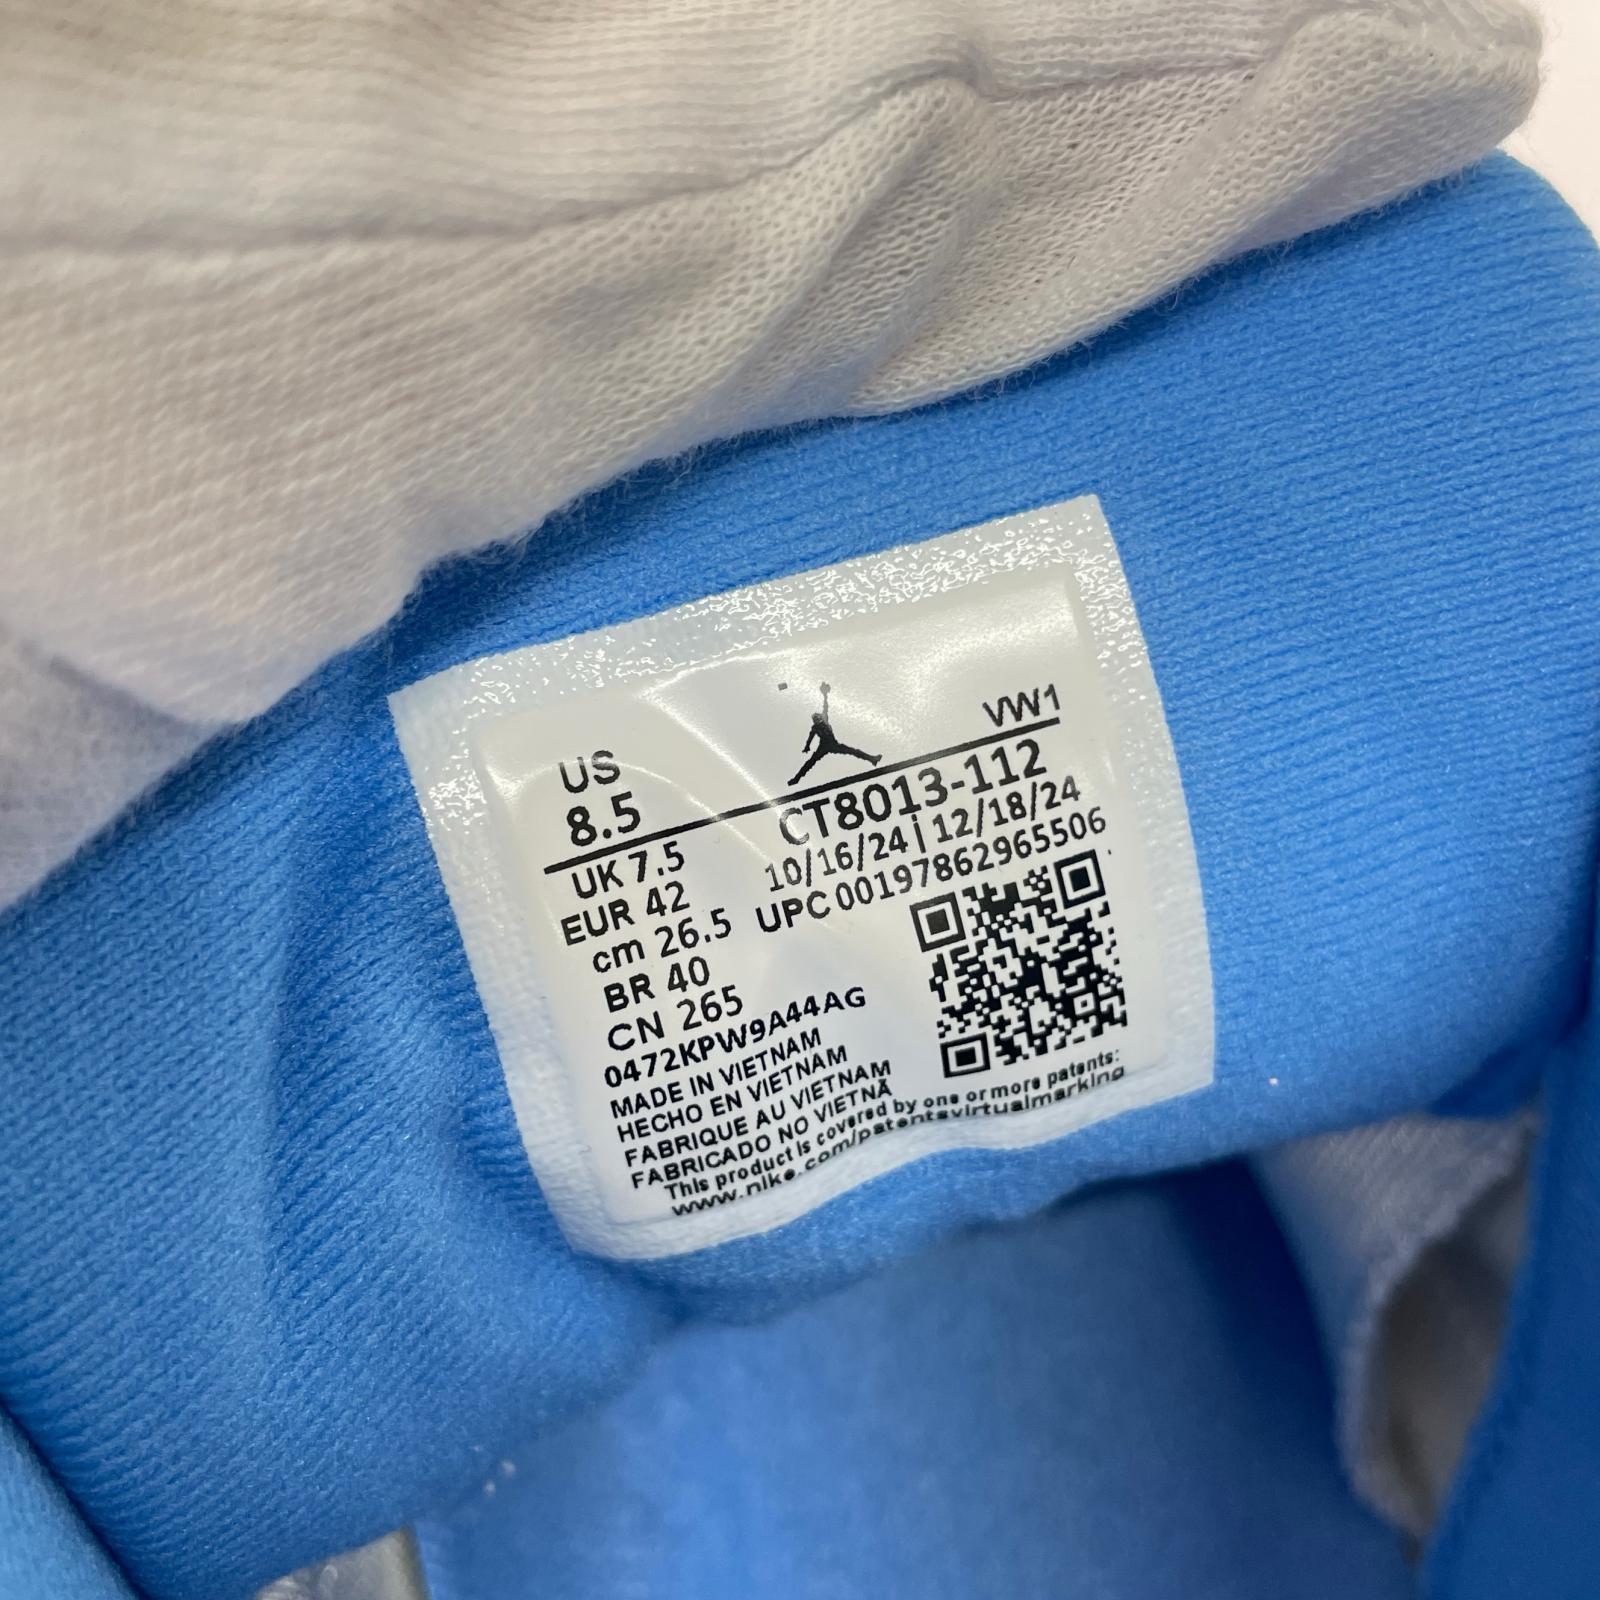 VW1
US
8.5
CT8013-112
UK 7.5
10/16/24 | 12/18/24
EUR 42
UPC 00197862965506
cm 26.5
BR 40
CN 265
0472KPW9A44AG
MADE IN VIETNAM
HECHO EN VIETNAM
FABRIQUE AU VIETNAM
FABRICADO NO VIETNÃ
This product is covered by one or more patents:
www.nike.com/patentsvirtualmarking